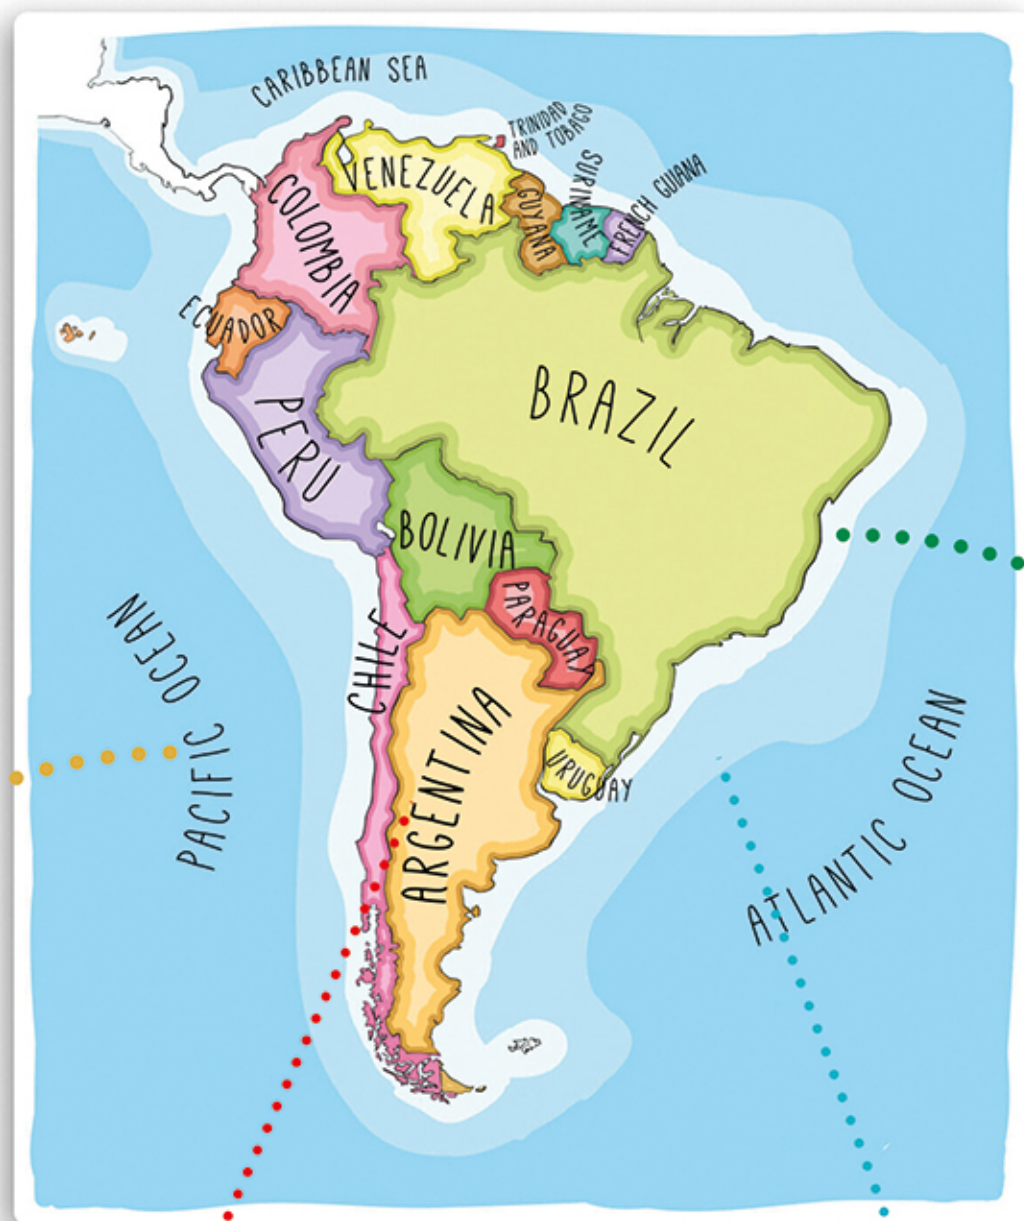 CARIBBEAN SEA
TRINIDAD
AND TOBAGO
VENEZUELA
COLOMBIA
GUYANA
SURINAME
FRENCH GUIANA
ECUADOR
PERU
BRAZIL
BOLIVIA
PARAGUAY
CHILE
ARGENTINA
URUGUAY
PACIFIC OCEAN
ATLANTIC OCEAN